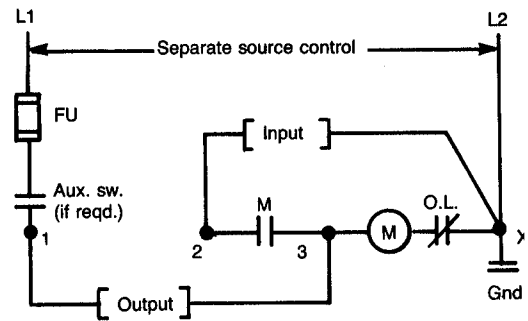 L1
L2
Separate source control
FU
Input
Aux. sw.
(if reqd.)
M
O.L.
1
2
3
M
X
Gnd
Output